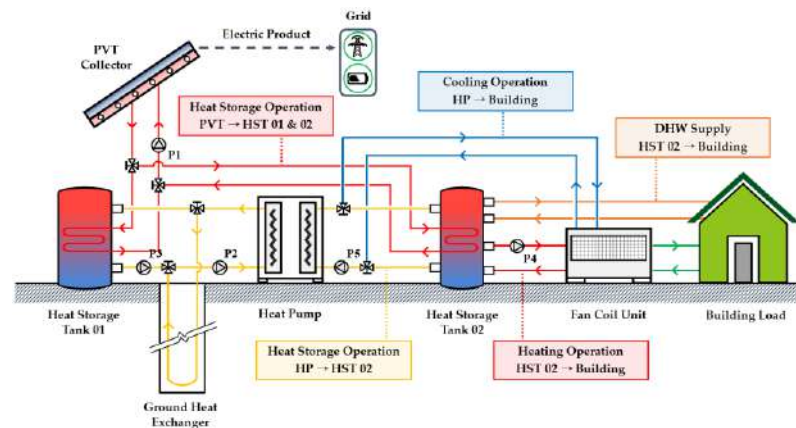 Grid
Electric Product
PVT
Collector
Cooling Operation
HP → Building
Heat Storage Operation
PVT → HST 01 & 02
DHW Supply
HST 02 → Building
P1
P3
P2
P5
P4
Heat Storage
Tank 01
Heat Pump
Heat Storage
Tank 02
Fan Coil Unit
Building Load
Heat Storage Operation
HP → HST 02
Heating Operation
HST 02 → Building
Ground Heat
Exchanger